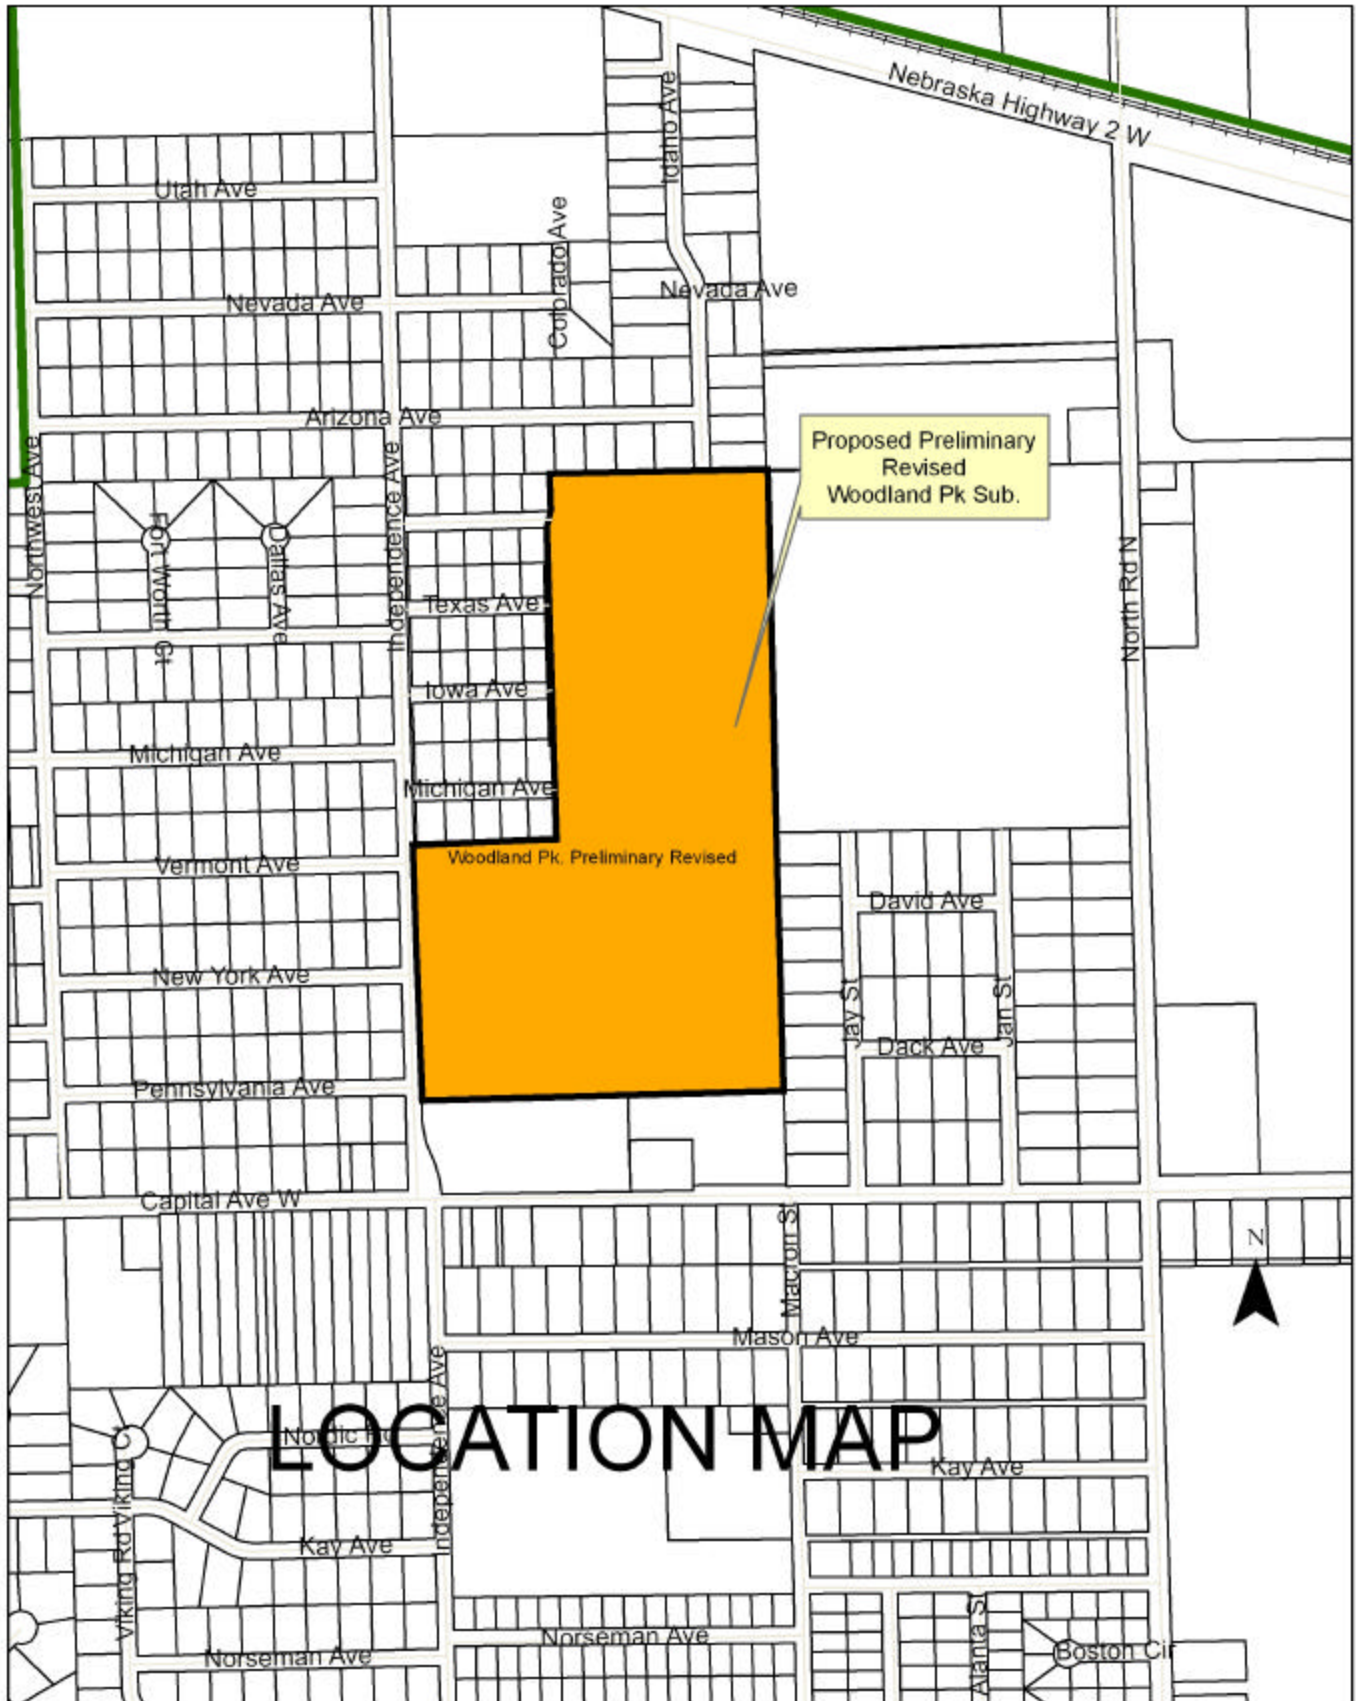 Nebraska Highway 2 W
Idaho Ave
Utah Ave
Colorado Ave
Nevada Ave
Nevada Ave
Arizona Ave
Proposed Preliminary
Revised
Woodland Pk Sub.
Northwest Ave
Independence Ave
Fort Worth Ct
Dallas Ave
North Rd N
Texas Ave
Iowa Ave
Michigan Ave
Michigan Ave
Woodland Pk. Preliminary Revised
Vermont Ave
David Ave
New York Ave
Jay St
Jan St
Dack Ave
Pennsylvania Ave
Capital Ave W
Macron St
N
Mason Ave
Independence Ave
LOCATION MAP
Nordic
Viking
Kay Ave
Viking Rd
Kay Ave
Norseman Ave
Norseman Ave
Boston Cir